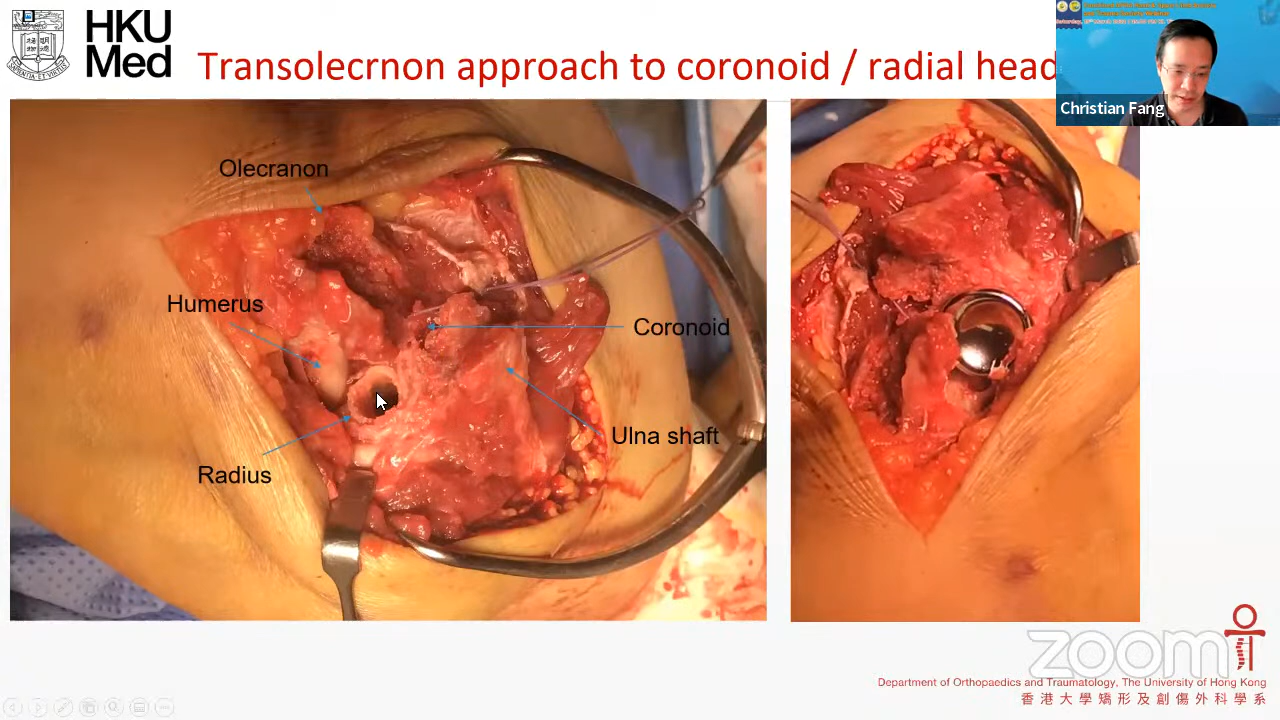 HKU
Med
Transolecrnon approach to coronoid / radial head
Christian Fang
Olecranon
Humerus
Coronoid
Ulna shaft
Radius
zoom
Department of Orthopaedics and Traumatology, The University of Hong Kong
香港大學矯形及創傷外科學系